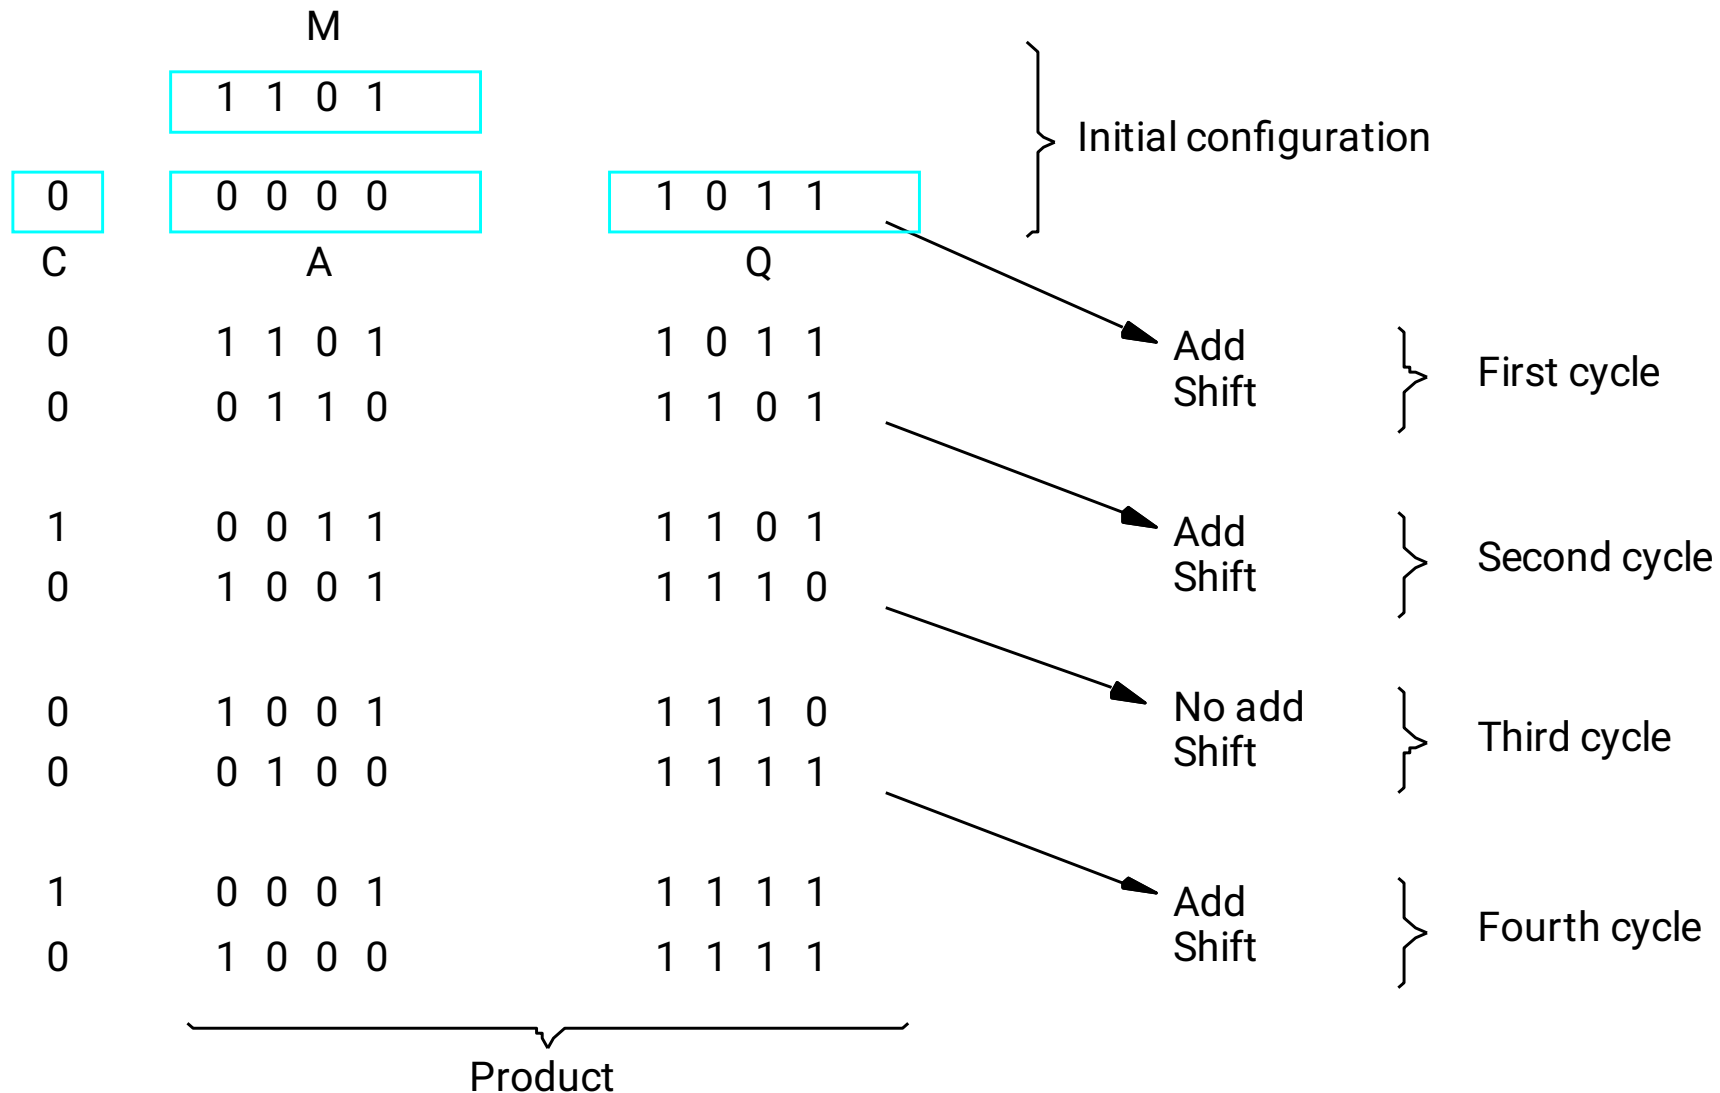 M
1 1 0 1
Initial configuration
0 0 0 0 0 1 0 1 1
C A Q
0 1 1 0 1 1 0 1 1 Add
First cycle
0 0 1 1 0 1 1 0 1 Shift
1 0 0 1 1 1 1 0 1 Add
Second cycle
0 1 0 0 1 1 1 1 0 Shift
0 1 0 0 1 1 1 1 0 No add
Third cycle
0 0 1 0 0 1 1 1 1 Shift
1 0 0 0 1 1 1 1 1 Add
Fourth cycle
0 1 0 0 0 1 1 1 1 Shift
Product